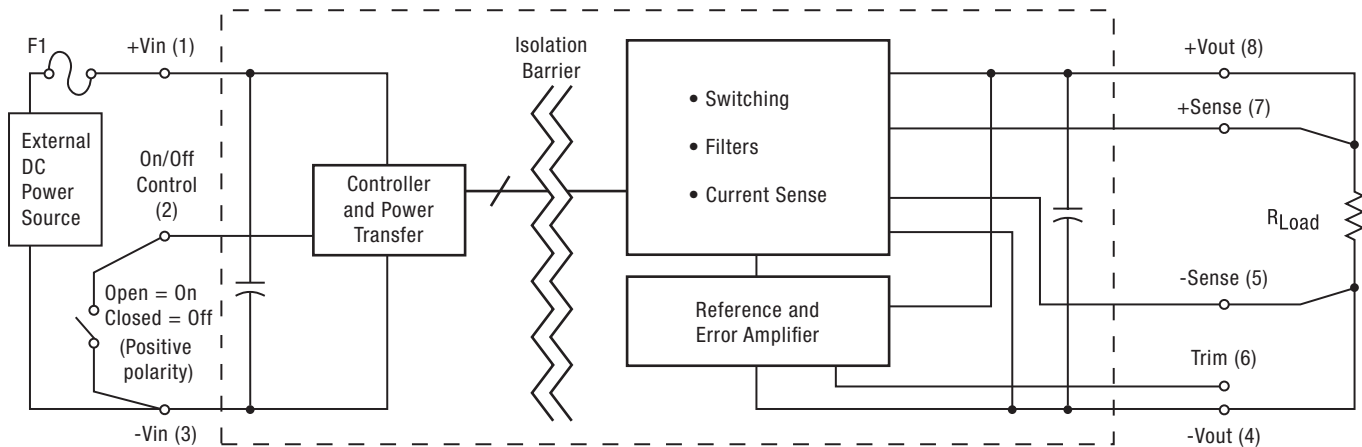 F1
+Vin (1)
External
DC
Power
Source
On/Off
Control
(2)
Open = On
Closed = Off
(Positive
polarity)
-Vin (3)
Controller
and Power
Transfer
Isolation
Barrier
• Switching
• Filters
• Current Sense
Reference and
Error Amplifier
+Vout (8)
+Sense (7)
RLoad
-Sense (5)
Trim (6)
-Vout (4)